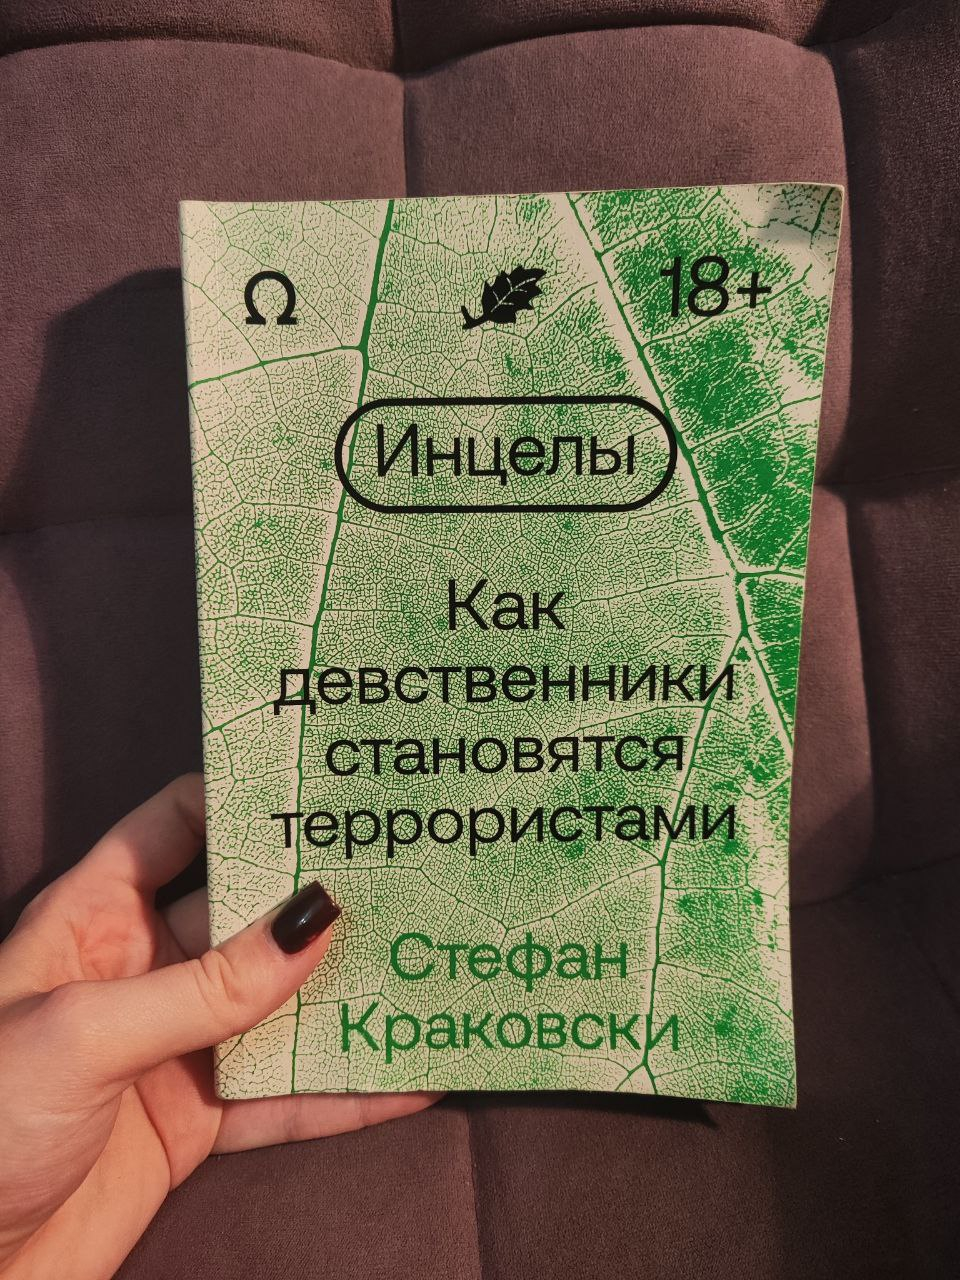 Ω 18+
Инцелы
Как
девственники
становятся
террористами
Стефан
Краковски